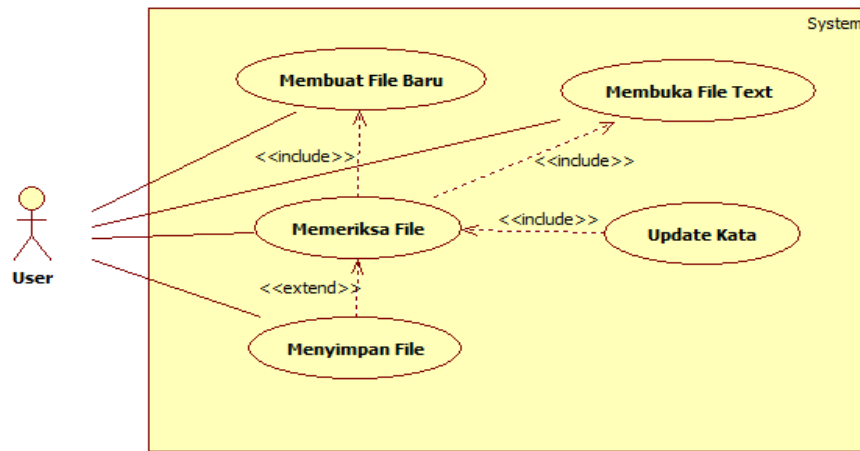 System
Membuat File Baru
Membuka File Text
<<include>>
<<include>>
Memeriksa File
<<include>>
Update Kata
User
<<extend>>
Menyimpan File